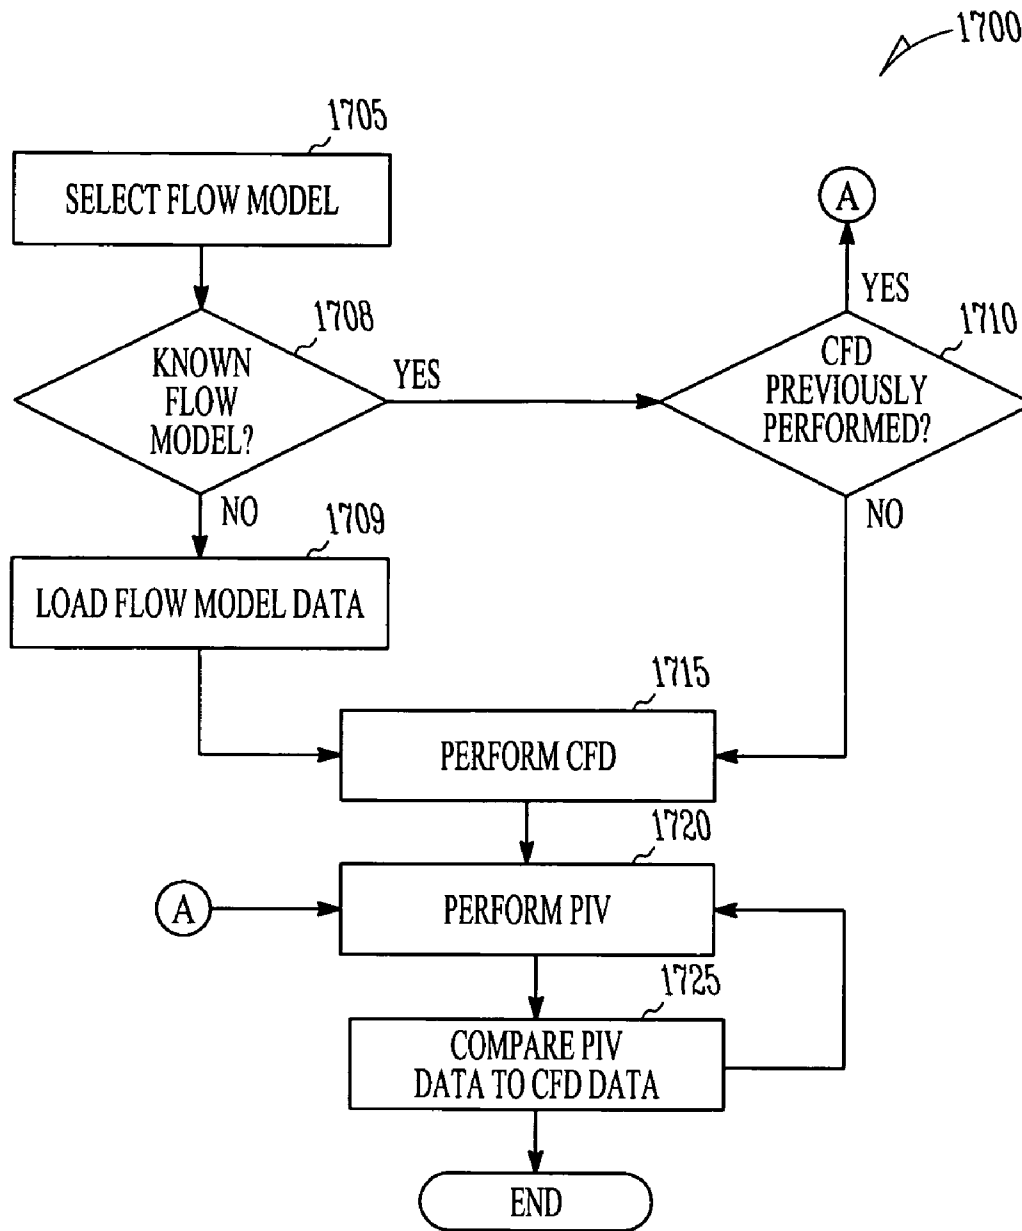 1700
1705
SELECT FLOW MODEL
A
YES
1708
KNOWN
FLOW
MODEL?
YES
1710
CFD
PREVIOUSLY
PERFORMED?
NO
NO
1709
LOAD FLOW MODEL DATA
1715
PERFORM CFD
1720
A
PERFORM PIV
1725
COMPARE PIV
DATA TO CFD DATA
END